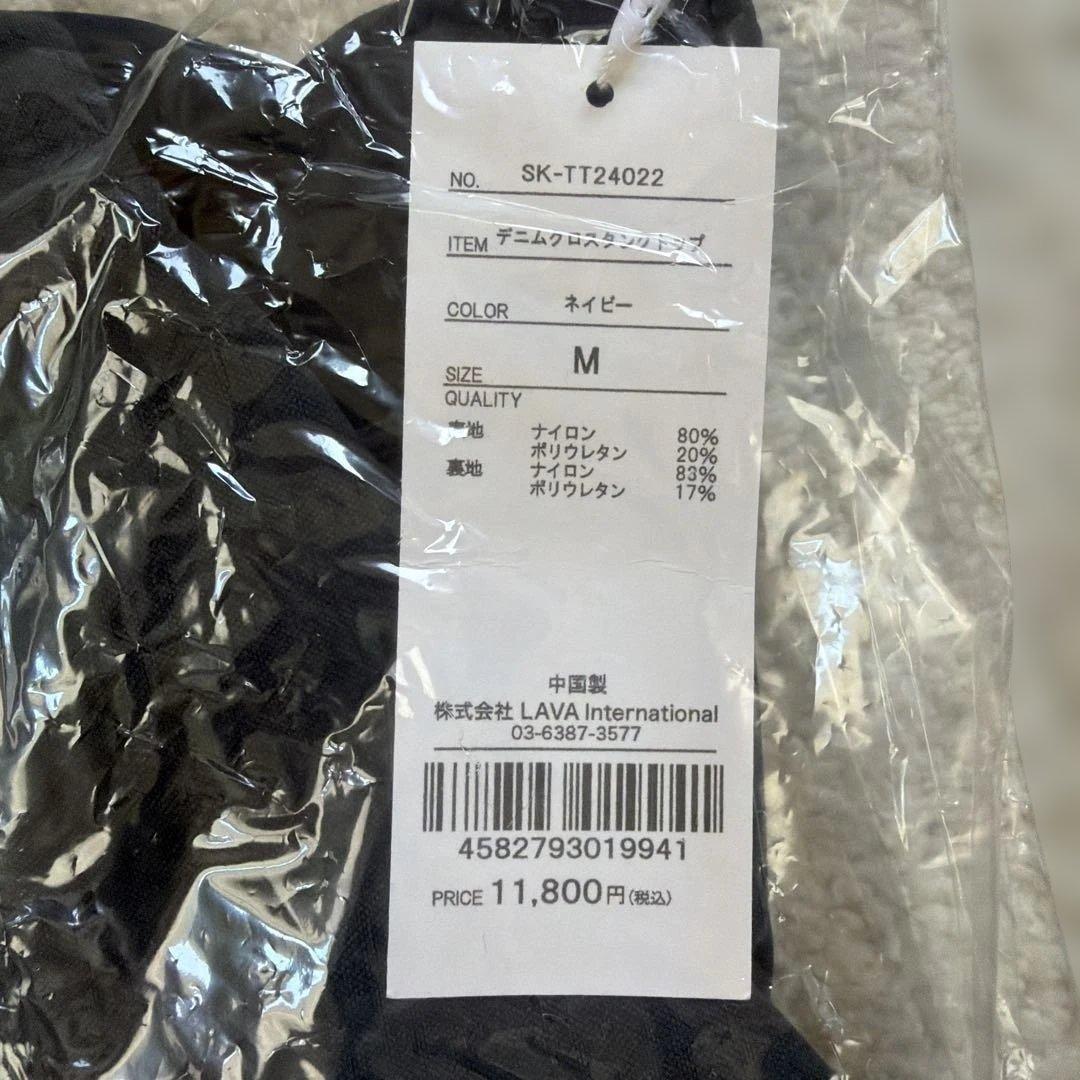 NO. SK-TT24022
ITEM デニムクロスタンクトップ
COLOR ネイビー
SIZE M
QUALITY
表地 ナイロン 80%
ポリウレタン 20%
裏地 ナイロン 83%
ポリウレタン 17%
中国製
株式会社 LAVA International
03-6387-3577
4582793019941
PRICE 11,800円(税込)